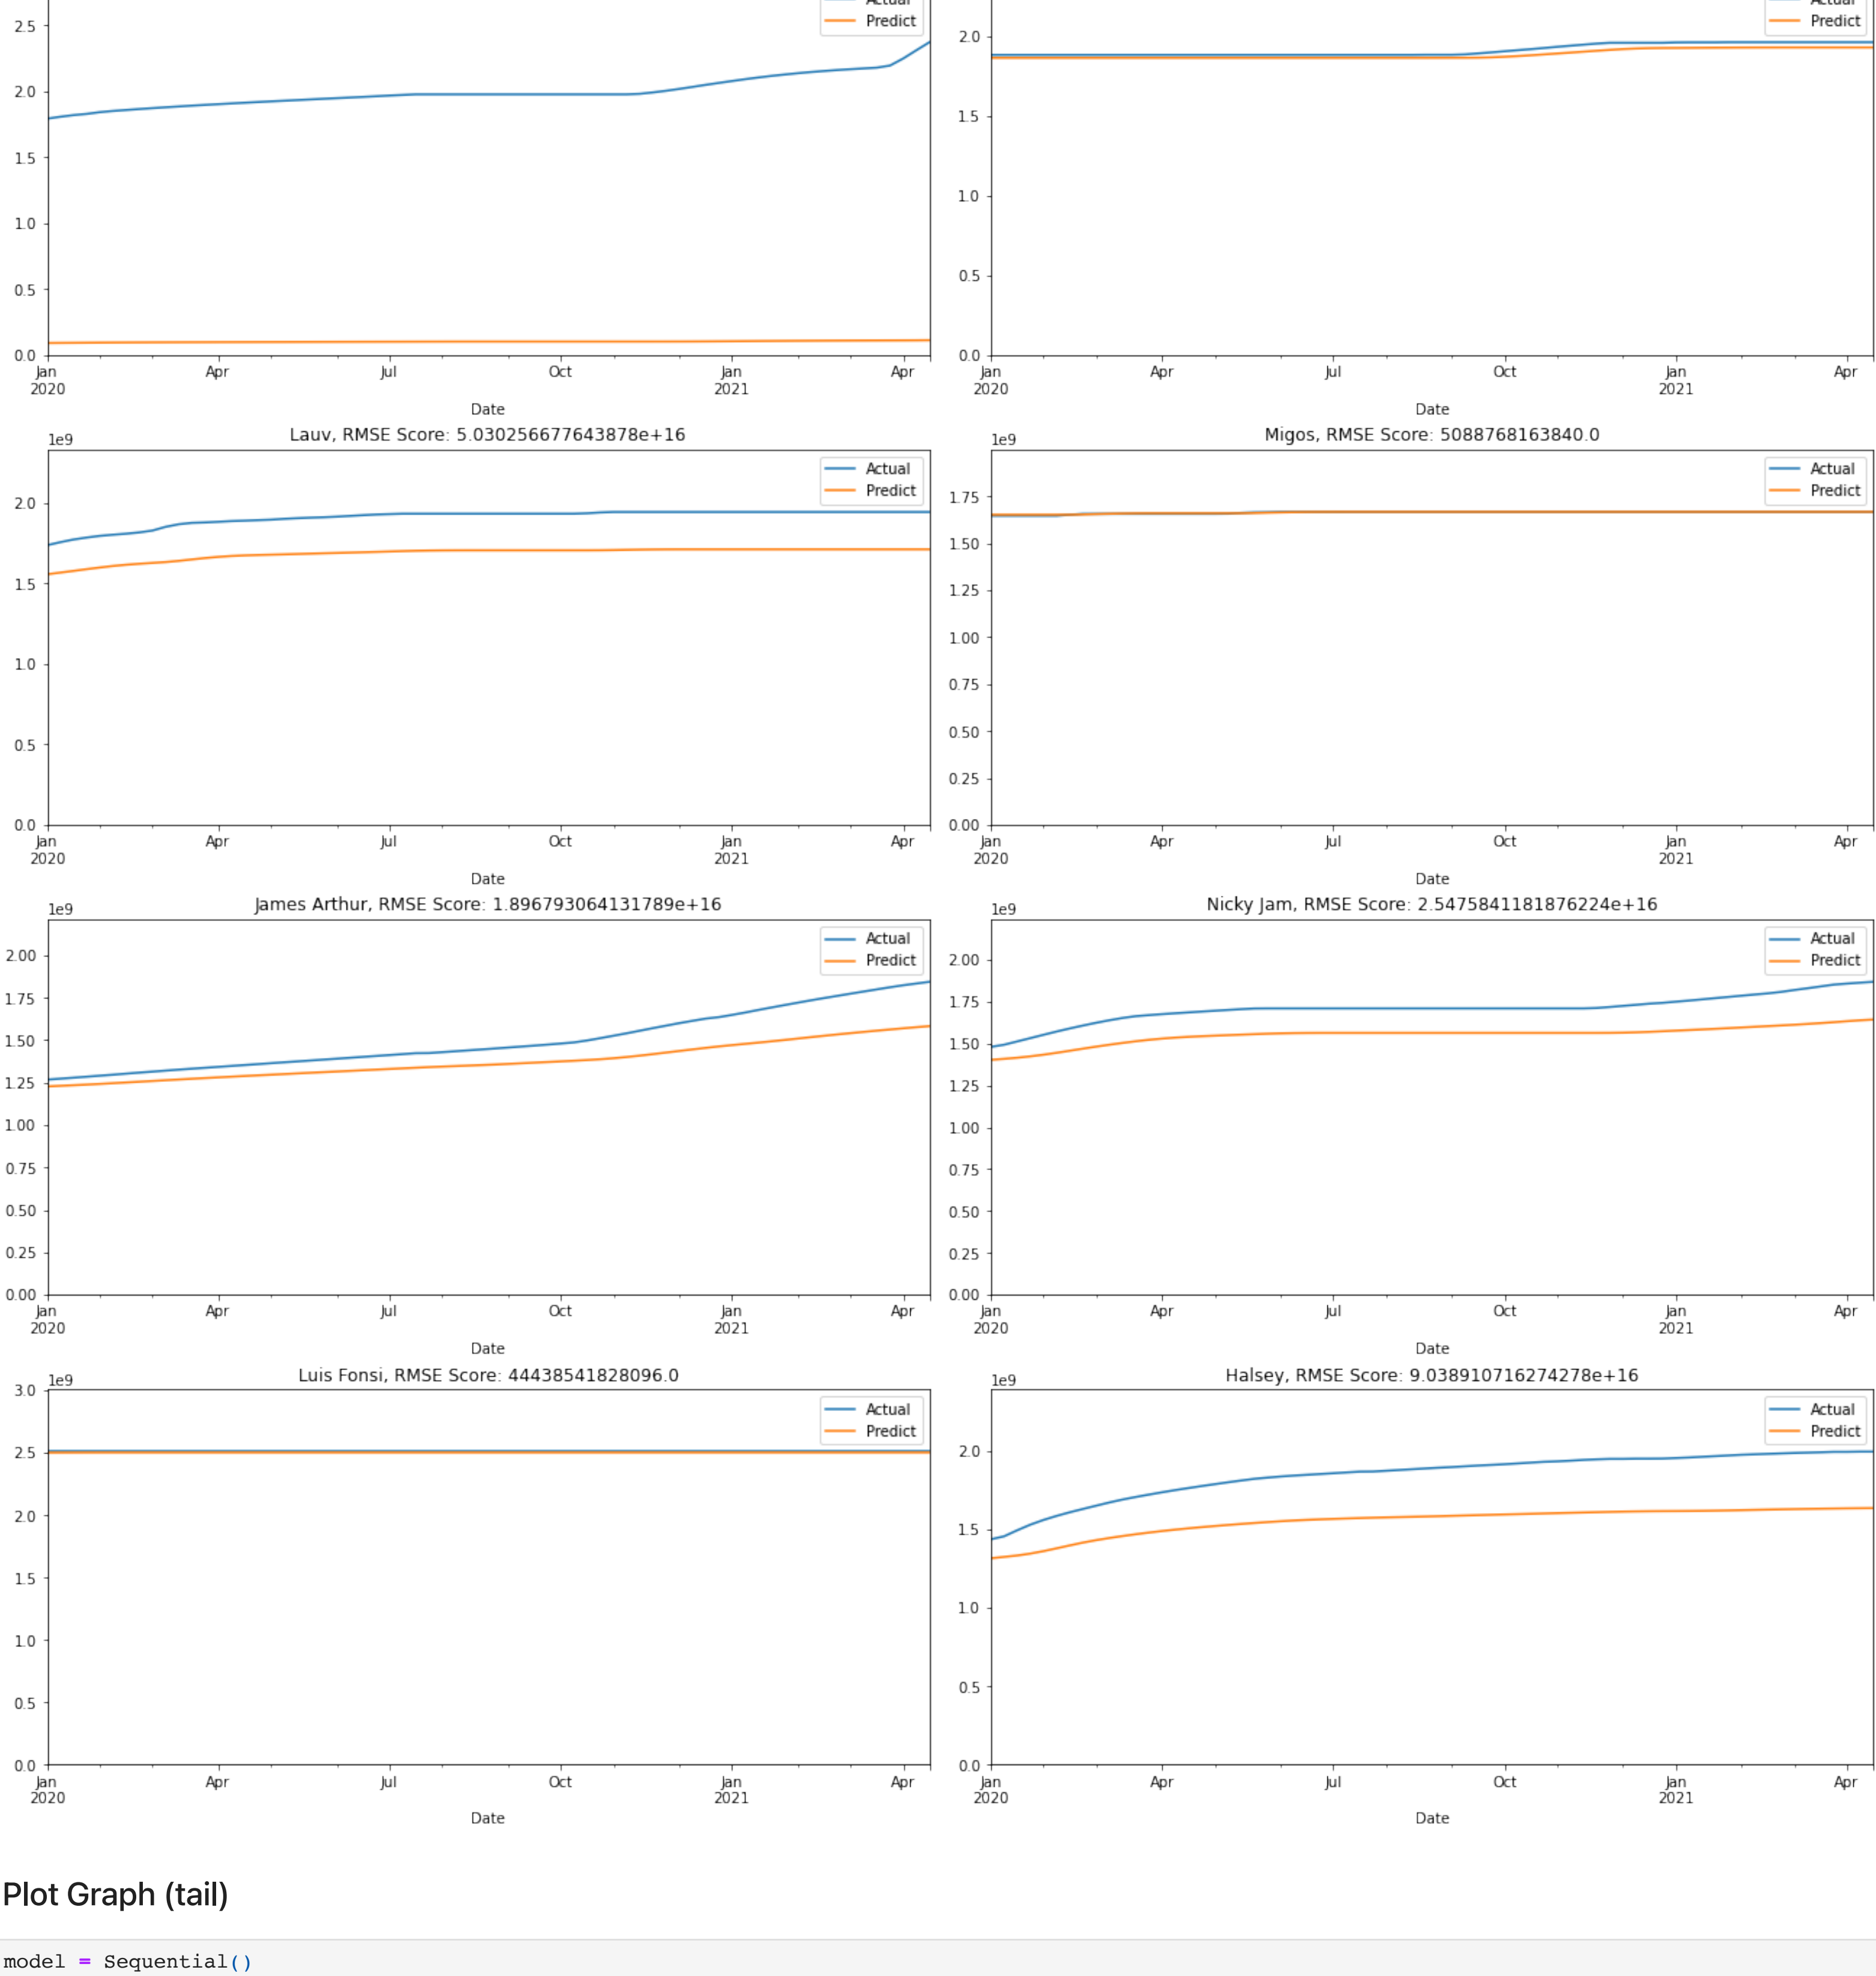 Actual
Predict
2.5
2.0
1.5
1.0
0.5
0.0
Jan Apr Jul Oct Jan Apr
2020 2021
Date
Actual
Predict
2.0
1.5
1.0
0.5
0.0
Jan Apr Jul Oct Jan Apr
2020 2021
Date
1e9
Lauv, RMSE Score: 5.030256677643878e+16
Actual
Predict
2.0
1.5
1.0
0.5
0.0
Jan Apr Jul Oct Jan Apr
2020 2021
Date
1e9
Migos, RMSE Score: 5088768163840.0
Actual
Predict
1.75
1.50
1.25
1.00
0.75
0.50
0.25
0.00
Jan Apr Jul Oct Jan Apr
2020 2021
Date
1e9
James Arthur, RMSE Score: 1.896793064131789e+16
Actual
Predict
2.00
1.75
1.50
1.25
1.00
0.75
0.50
0.25
0.00
Jan Apr Jul Oct Jan Apr
2020 2021
Date
1e9
Nicky Jam, RMSE Score: 2.5475841181876224e+16
Actual
Predict
2.00
1.75
1.50
1.25
1.00
0.75
0.50
0.25
0.00
Jan Apr Jul Oct Jan Apr
2020 2021
Date
1e9
Luis Fonsi, RMSE Score: 44438541828096.0
Actual
Predict
3.0
2.5
2.0
1.5
1.0
0.5
0.0
Jan Apr Jul Oct Jan Apr
2020 2021
Date
1e9
Halsey, RMSE Score: 9.038910716274278e+16
Actual
Predict
2.0
1.5
1.0
0.5
0.0
Jan Apr Jul Oct Jan Apr
2020 2021
Date
Plot Graph (tail)
model = Sequential()